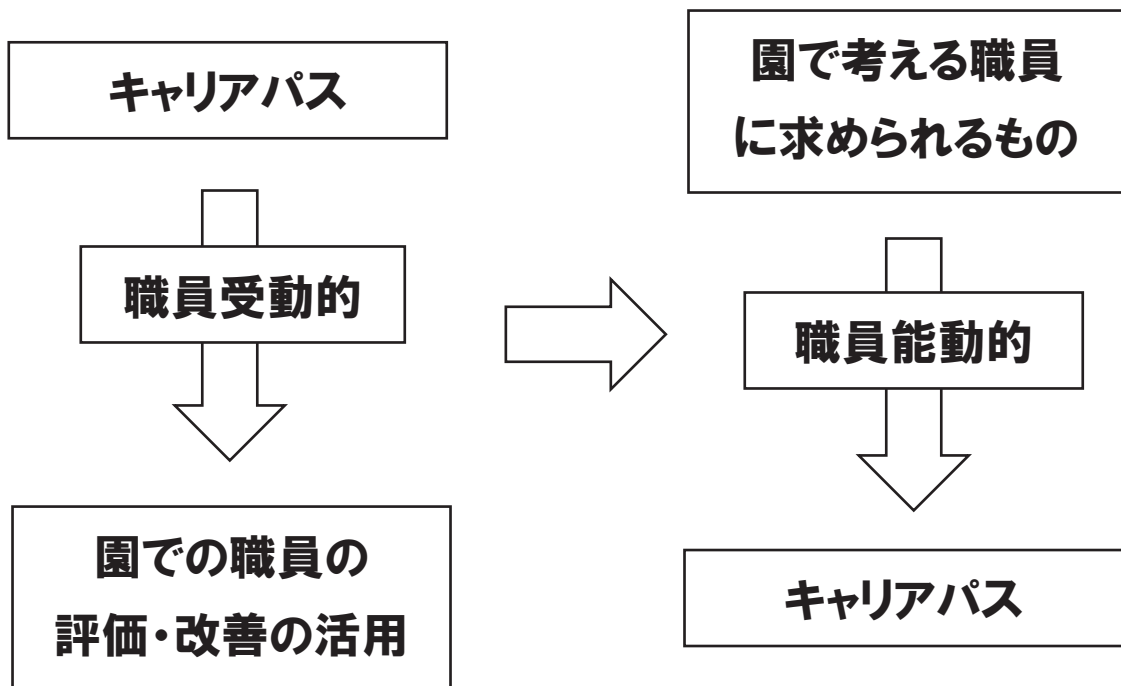 キャリアパス
職員受動的
園での職員の
評価・改善の活用
園で考える職員
に求められるもの
職員能動的
キャリアパス